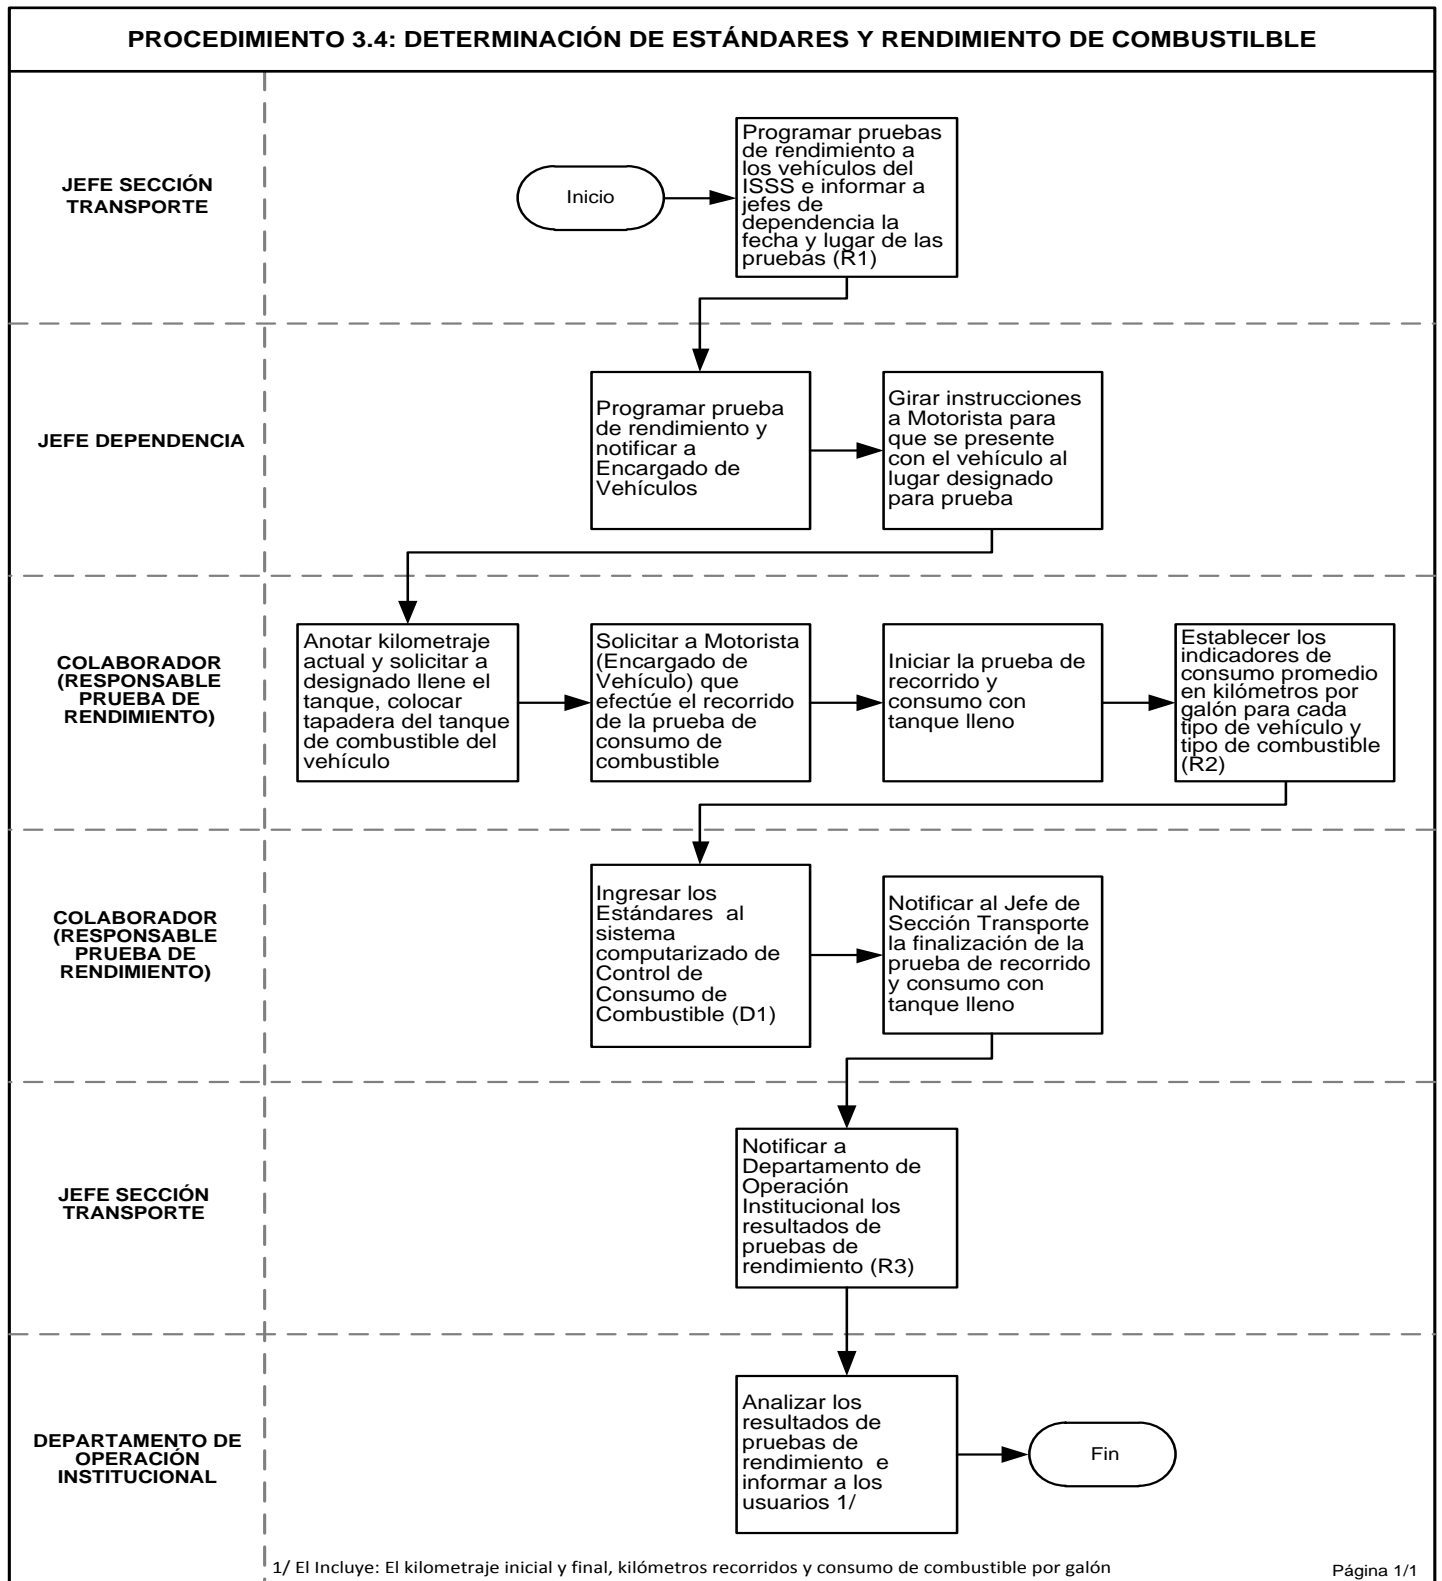 PROCEDIMIENTO 3.4: DETERMINACIÓN DE ESTÁNDARES Y RENDIMIENTO DE COMBUSTILBLE
JEFE SECCIÓN
TRANSPORTE
Inicio
Programar pruebas
de rendimiento a
los vehículos del
ISSS e informar a
jefes de
dependencia la
fecha y lugar de las
pruebas (R1)
JEFE DEPENDENCIA
Programar prueba
de rendimiento y
notificar a
Encargado de
Vehículos
Girar instrucciones
a Motorista para
que se presente
con el vehículo al
lugar designado
para prueba
COLABORADOR
(RESPONSABLE
PRUEBA DE
RENDIMIENTO)
Anotar kilometraje
actual y solicitar a
designado llene el
tanque, colocar
tapadera del tanque
de combustible del
vehículo
Solicitar a Motorista
(Encargado de
Vehículo) que
efectúe el recorrido
de la prueba de
consumo de
combustible
Iniciar la prueba de
recorrido y
consumo con
tanque lleno
Establecer los
indicadores de
consumo promedio
en kilómetros por
galón para cada
tipo de vehículo y
tipo de combustible
(R2)
COLABORADOR
(RESPONSABLE
PRUEBA DE
RENDIMIENTO)
Ingresar los
Estándares al
sistema
computarizado de
Control de
Consumo de
Combustible (D1)
Notificar al Jefe de
Sección Transporte
la finalización de la
prueba de recorrido
y consumo con
tanque lleno
JEFE SECCIÓN
TRANSPORTE
Notificar a
Departamento de
Operación
Institucional los
resultados de
pruebas de
rendimiento (R3)
DEPARTAMENTO DE
OPERACIÓN
INSTITUCIONAL
Analizar los
resultados de
pruebas de
rendimiento e
informar a los
usuarios 1/
Fin
1/ El Incluye: El kilometraje inicial y final, kilómetros recorridos y consumo de combustible por galón
Página 1/1